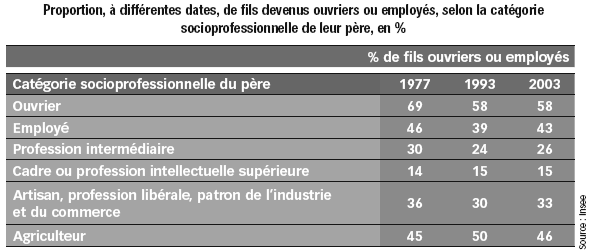 Proportion, à différentes dates, de fils devenus ouvriers ou employés, selon la catégorie
socioprofessionnelle de leur père, en %
% de fils ouvriers ou employés
Catégorie socioprofessionnelle du père 1977 1993 2003
Ouvrier 69 58 58
Employé 46 39 43
Profession intermédiaire 30 24 26
Cadre ou profession intellectuelle supérieure 14 15 15
Artisan, profession libérale, patron de l'industrie
et du commerce 36 30 33
Agriculteur 45 50 46
Source : Insee